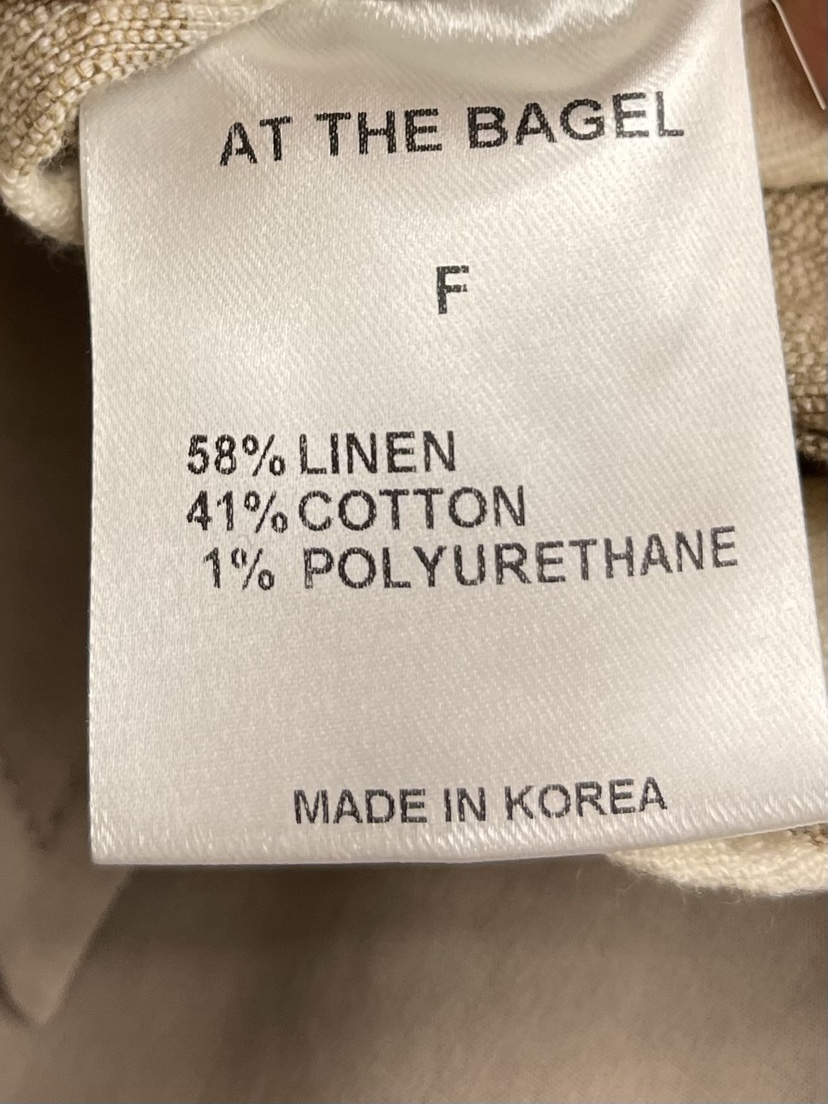 AT THE BAGEL
F
58% LINEN
41% COTTON
1% POLYURETHANE
MADE IN KOREA